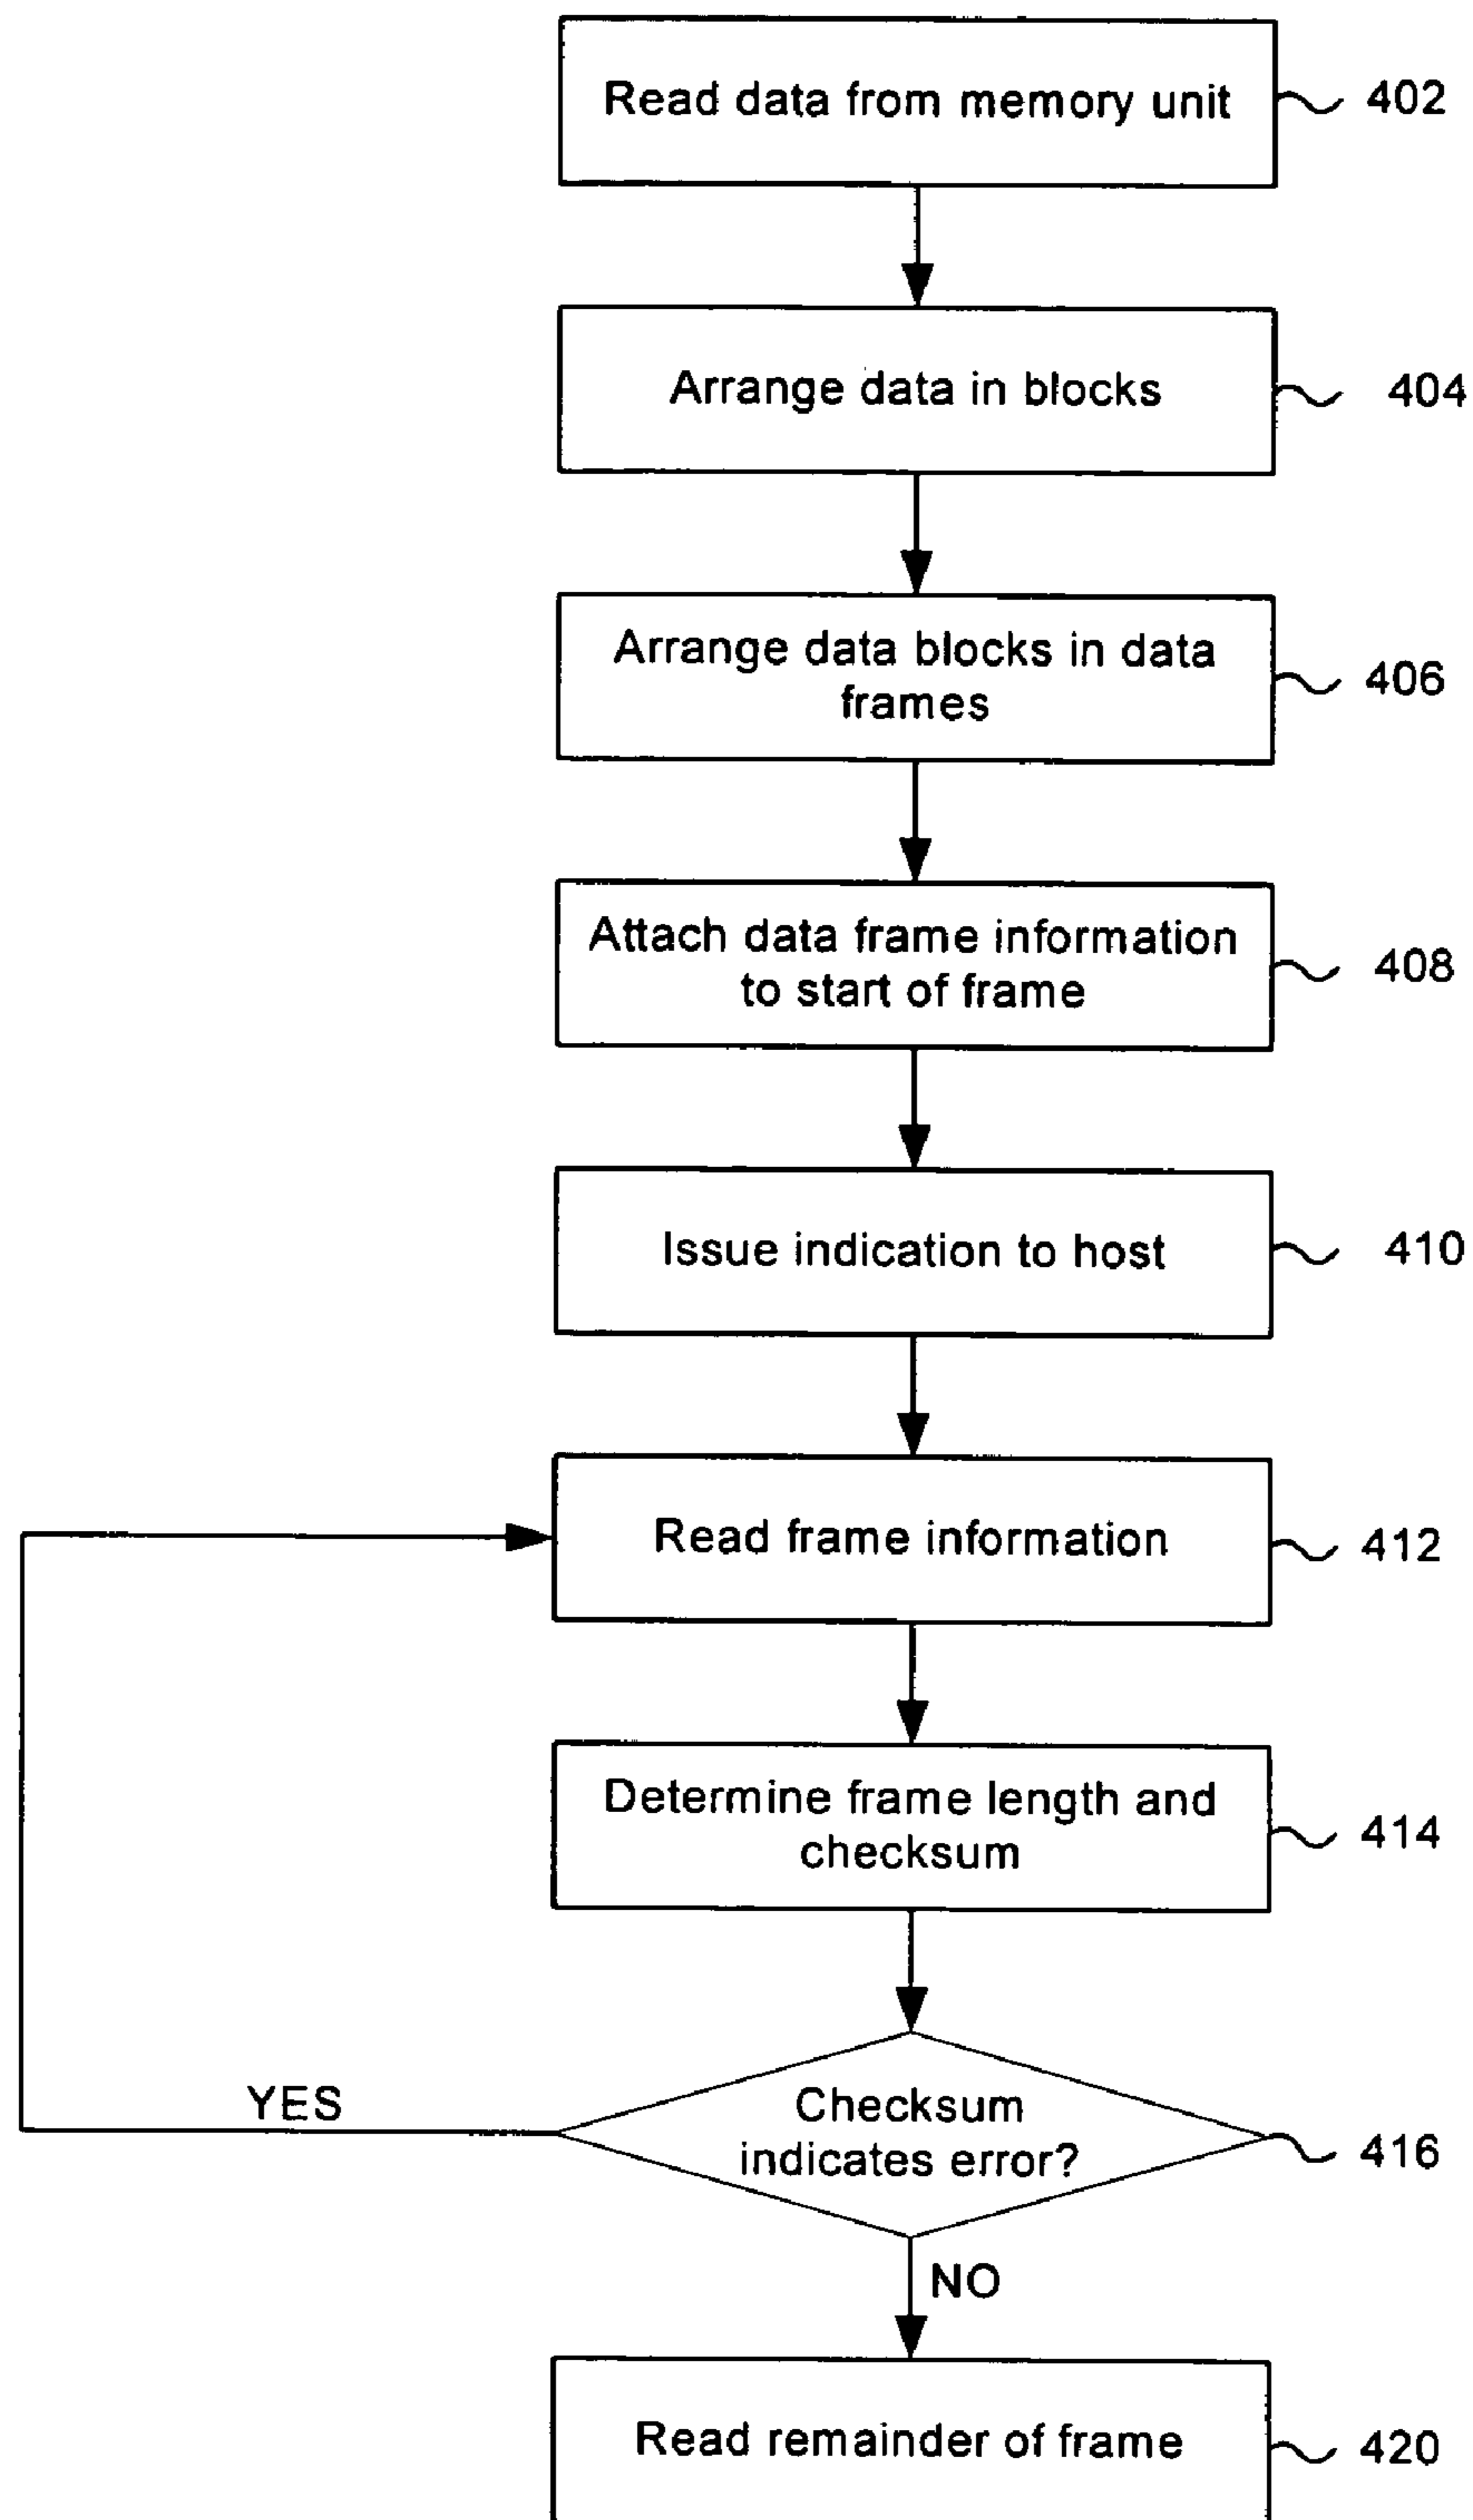 Read data from memory unit
402
Arrange data in blocks
404
Arrange data blocks in data
frames
406
Attach data frame information
to start of frame
408
Issue indication to host
410
Read frame information
412
Determine frame length and
checksum
414
Checksum
indicates error?
416
YES
NO
Read remainder of frame
420